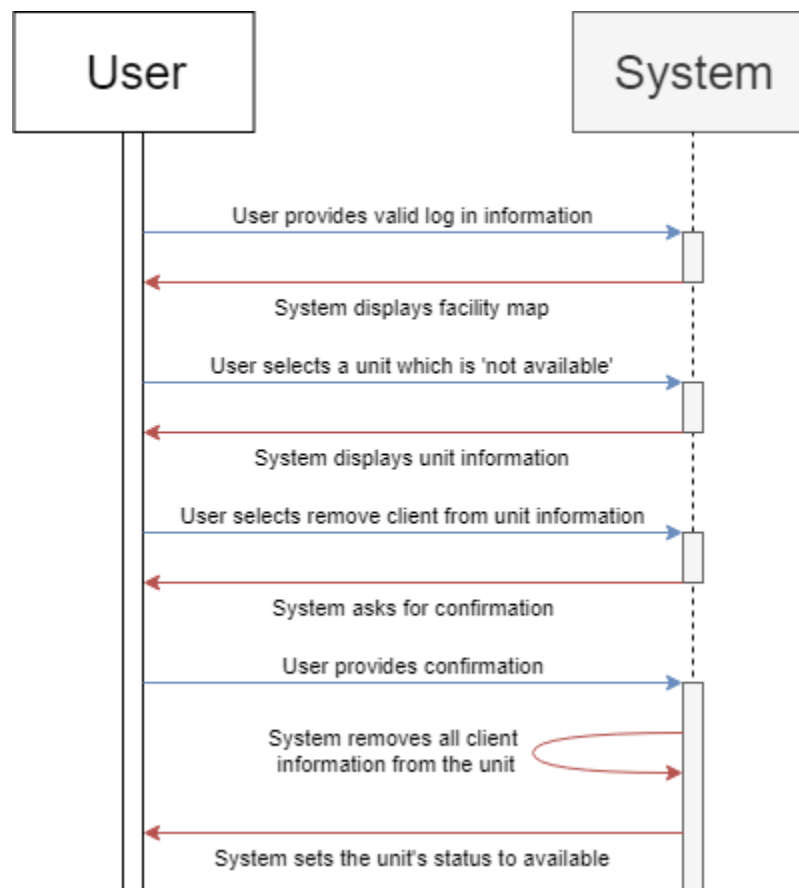 User
System
User provides valid log in information
System displays facility map
User selects a unit which is 'not available'
System displays unit information
User selects remove client from unit information
System asks for confirmation
User provides confirmation
System removes all client
information from the unit
System sets the unit's status to available